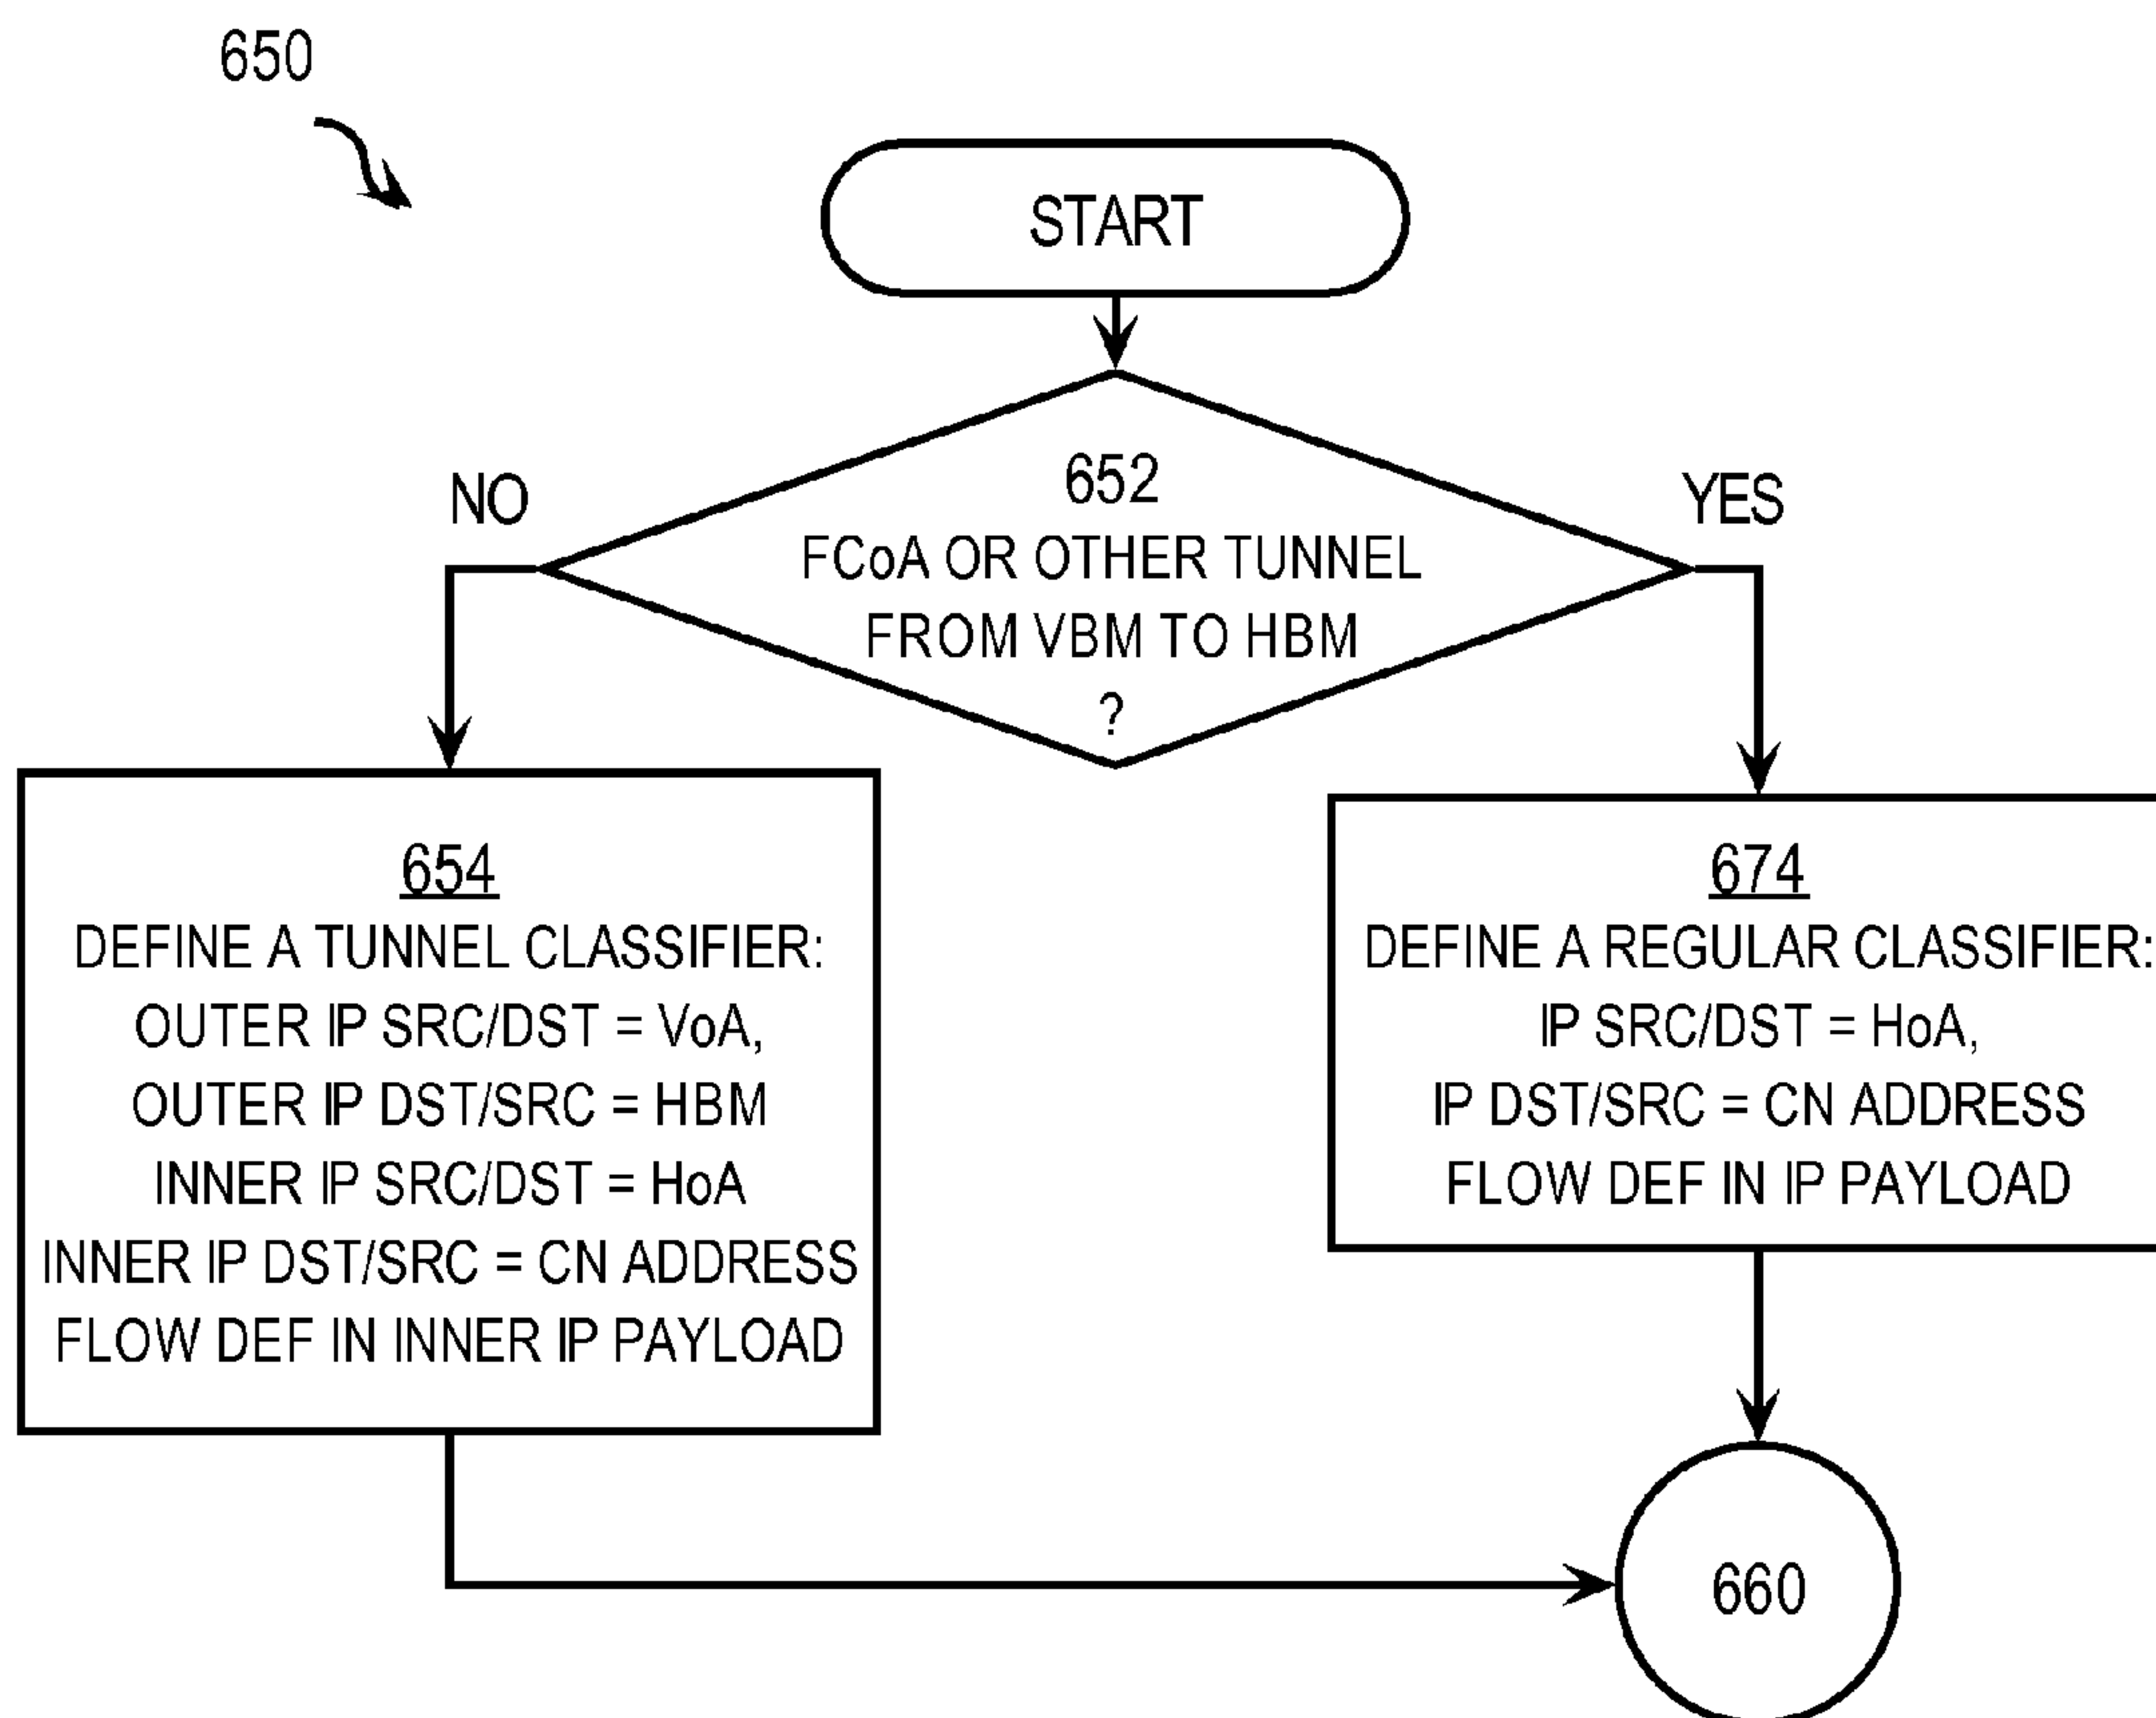 650
START
NO
YES
652
FCoA OR OTHER TUNNEL
FROM VBM TO HBM
?
654
DEFINE A TUNNEL CLASSIFIER:
OUTER IP SRC/DST = VoA,
OUTER IP DST/SRC = HBM
INNER IP SRC/DST = HoA
INNER IP DST/SRC = CN ADDRESS
FLOW DEF IN INNER IP PAYLOAD
674
DEFINE A REGULAR CLASSIFIER:
IP SRC/DST = HoA,
IP DST/SRC = CN ADDRESS
FLOW DEF IN IP PAYLOAD
660